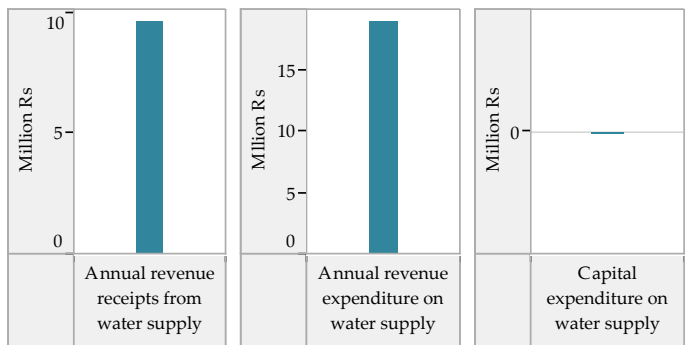 Million Rs
10
5
0
Annual revenue
receipts from
water supply
Mllion Rs
15
10
5
0
Annual revenue
expenditure on
water supply
Million Rs
0
Capital
expenditure on
water supply